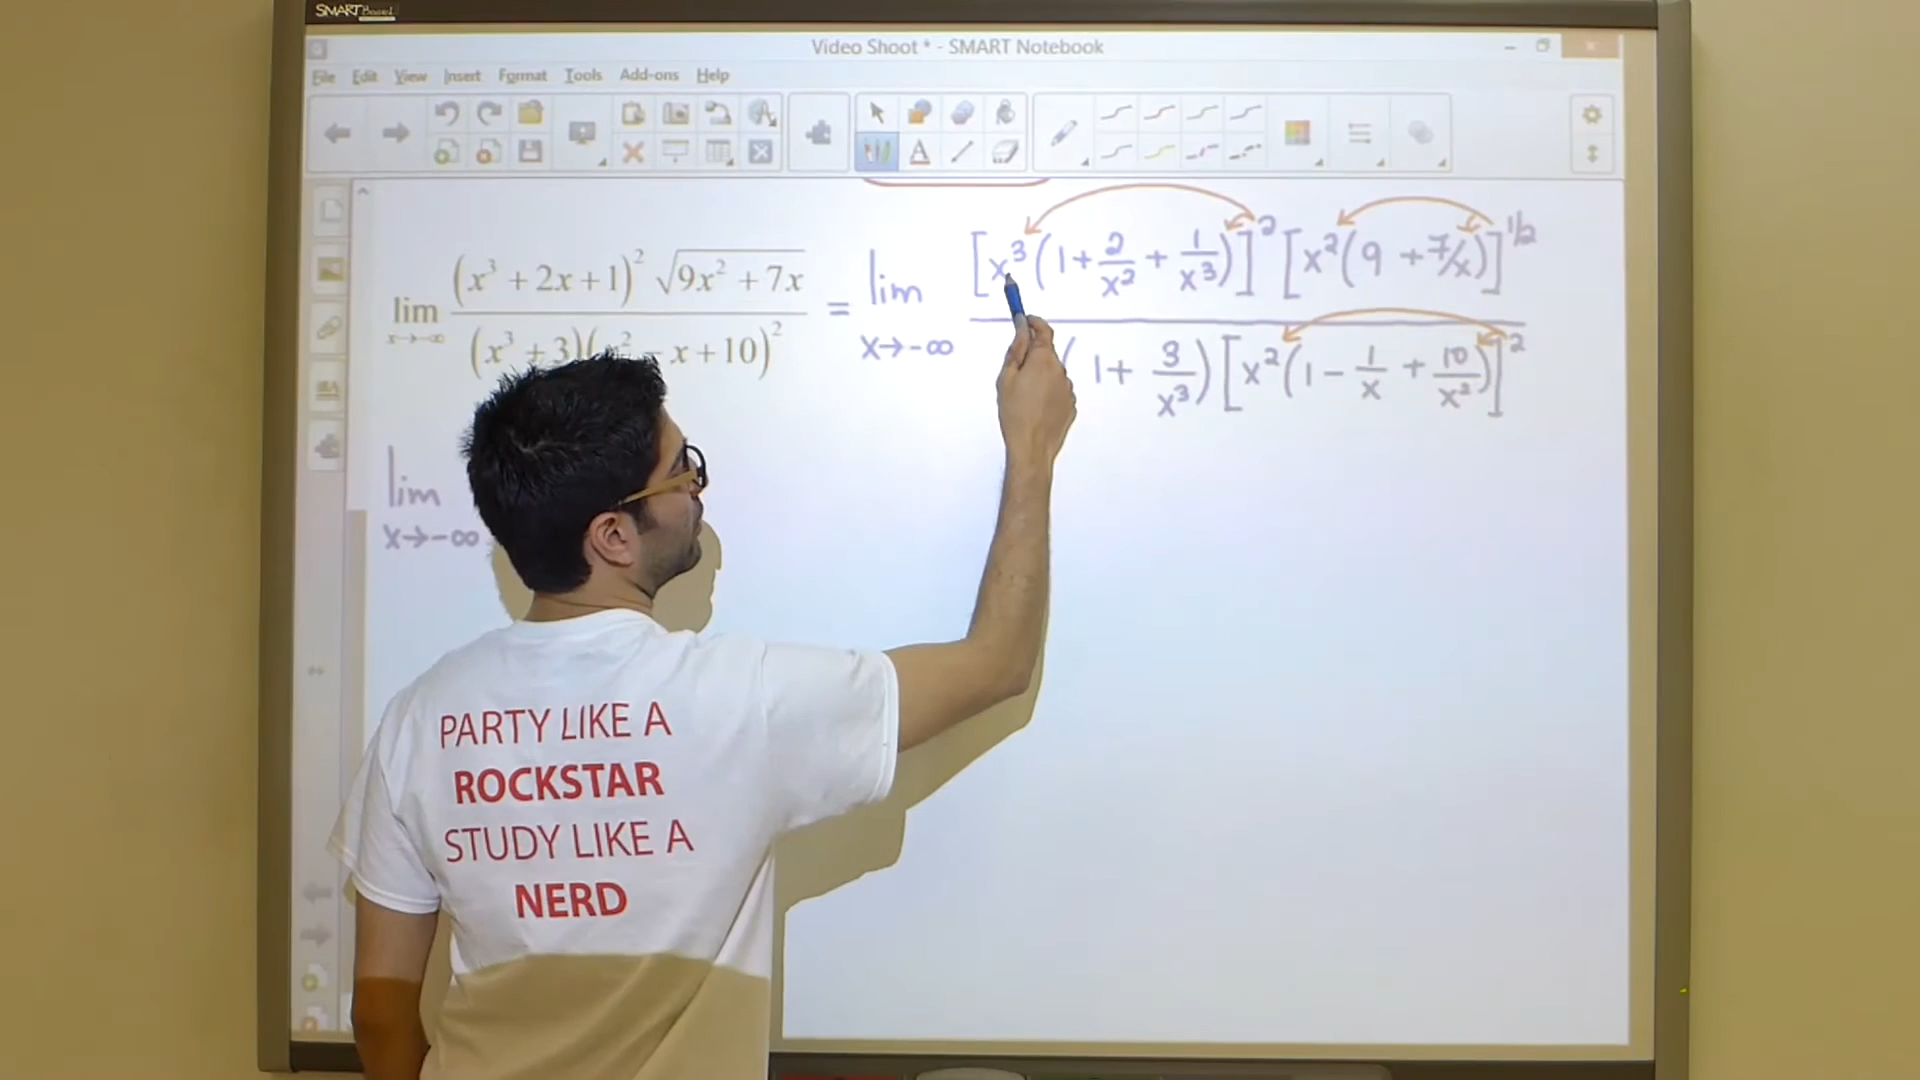 SMART Board
Video Shoot * - SMART Notebook
File Edit View Insert Format Tools Add-ons Help
lim x→-∞ (x³ + 2x + 1)² √9x² + 7x
(x³ + 3)( x² - x + 10)²
= lim x→-∞ [x³(1 + 2/x² + 1/x³)]² [x²(9 + 7/x)]^1/2
( 1 + 3/x³) [x²(1 - 1/x + 10/x²)]²
lim
x→-∞
PARTY LIKE A
ROCKSTAR
STUDY LIKE A
NERD